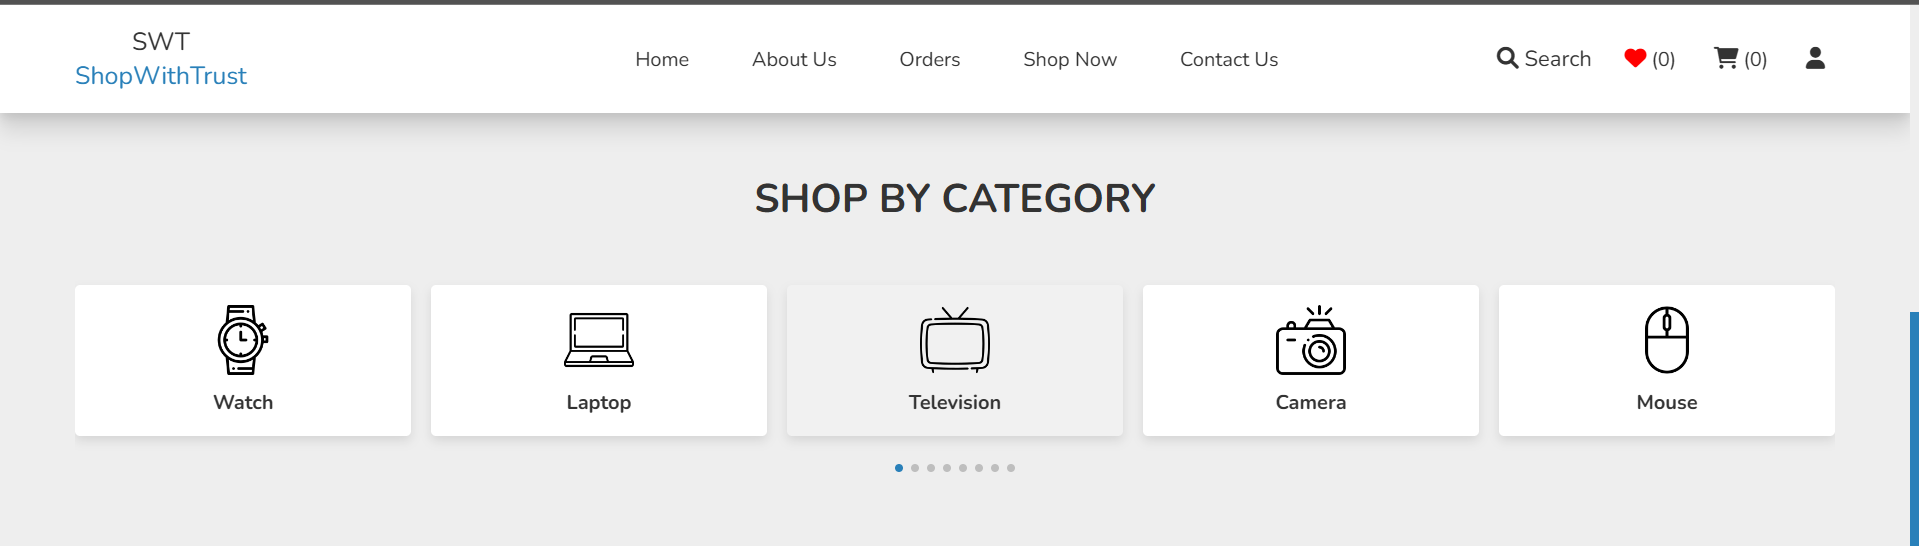 SWT
ShopWithTrust
Home About Us Orders Shop Now Contact Us
Search (0) (0)
SHOP BY CATEGORY
Watch Laptop Television Camera Mouse